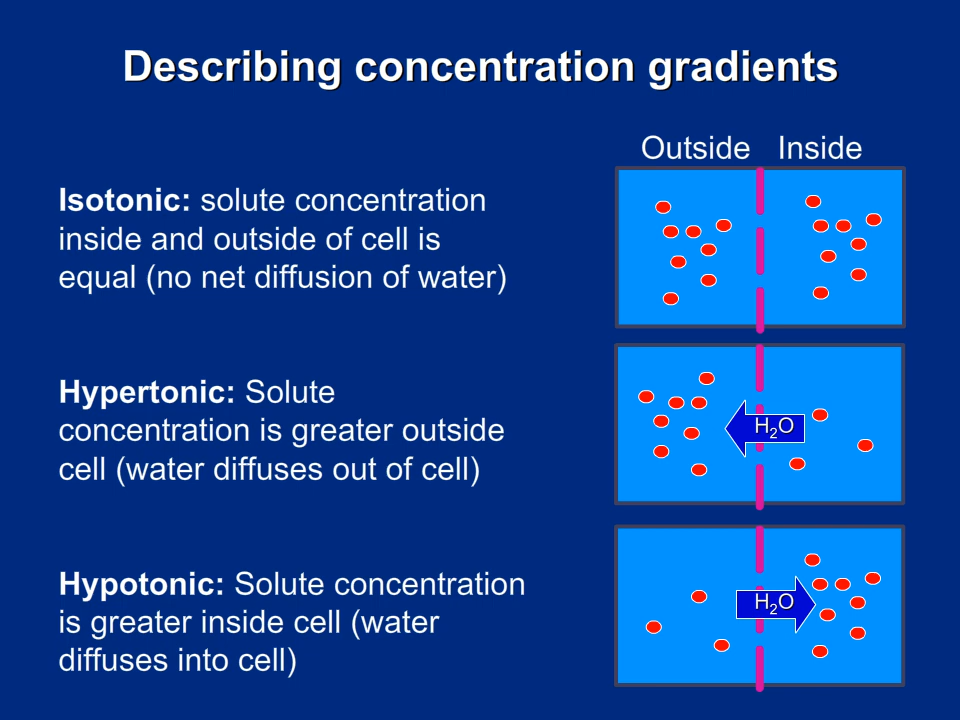 Describing concentration gradients
Outside Inside
Isotonic: solute concentration
inside and outside of cell is
equal (no net diffusion of water)
Hypertonic: Solute
concentration is greater outside
cell (water diffuses out of cell)
H2O
Hypotonic: Solute concentration
is greater inside cell (water
diffuses into cell)
H2O